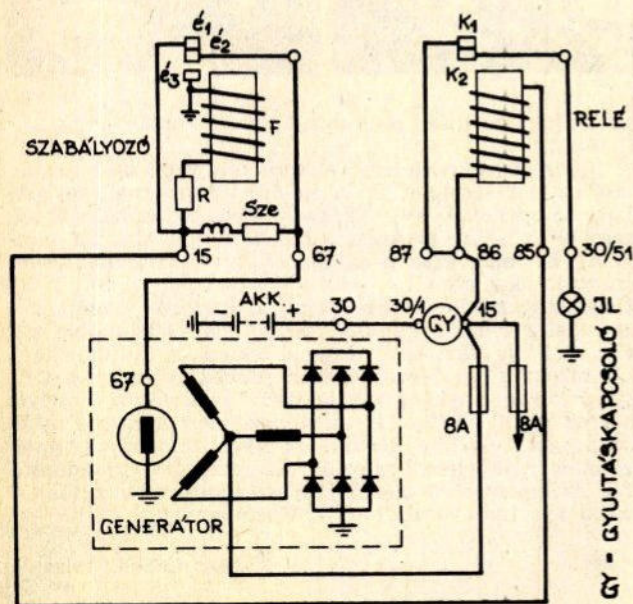 é1
é2
é3
F
SZABÁLYOZÓ
R
Sze
15
67
K1
K2
RELÉ
87
86
85
30/51
- AKK. +
30
30/1
GY
15
JL
67
8A
8A
GENERÁTOR
GY - GYUJTÁSKAPCSOLÓ